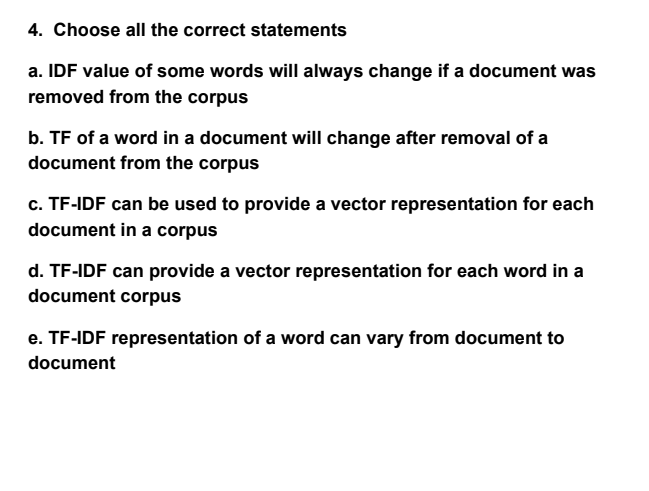 4. Choose all the correct statements
a. IDF value of some words will always change if a document was
removed from the corpus
b. TF of a word in a document will change after removal of a
document from the corpus
c. TF-IDF can be used to provide a vector representation for each
document in a corpus
d. TF-IDF can provide a vector representation for each word in a
document corpus
e. TF-IDF representation of a word can vary from document to
document